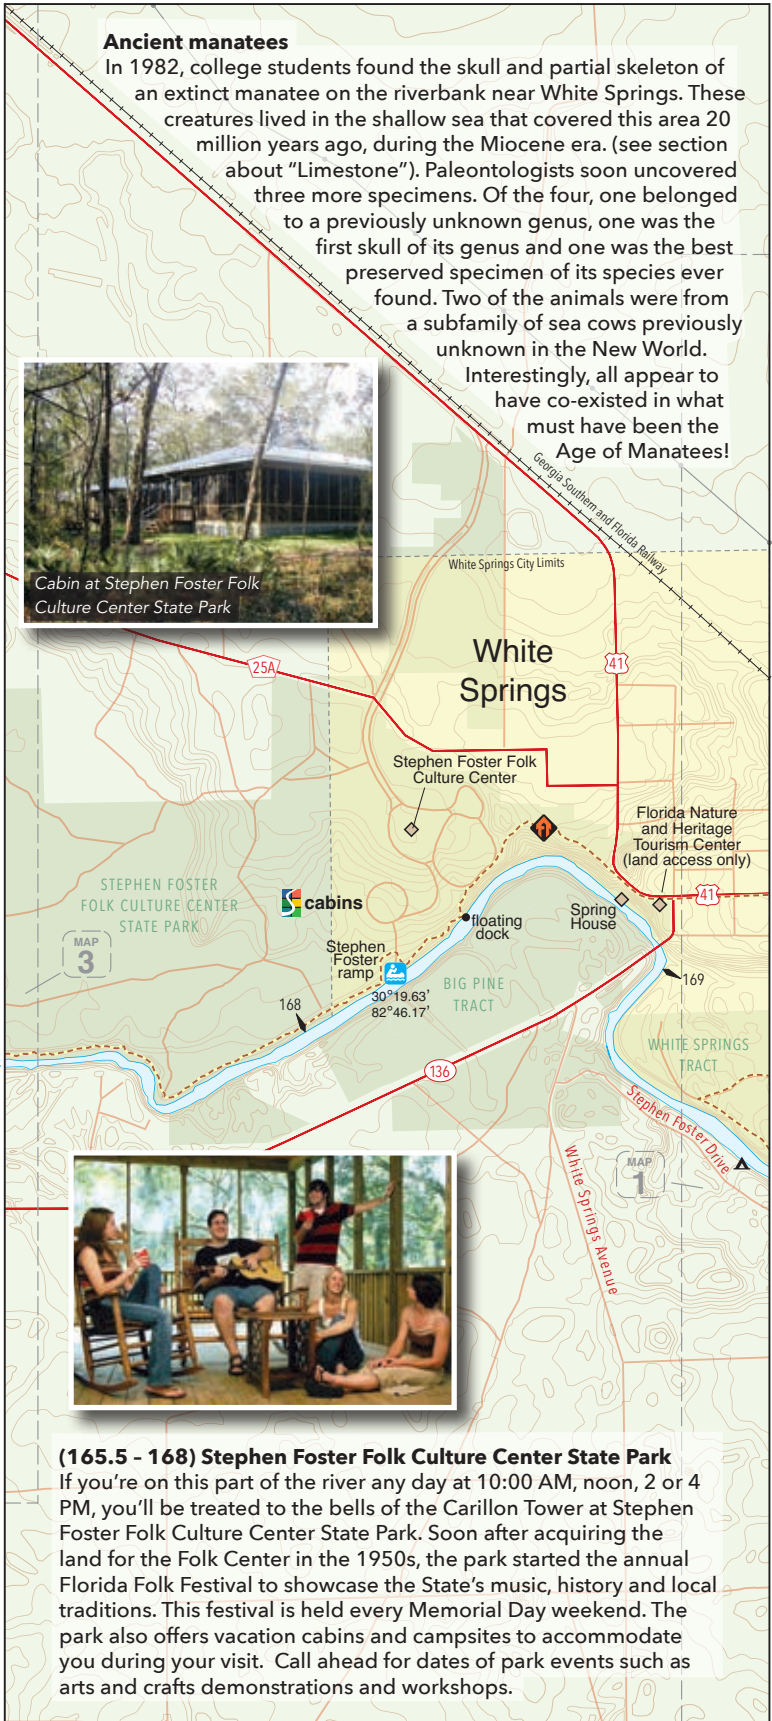 Ancient manatees
In 1982, college students found the skull and partial skeleton of
an extinct manatee on the riverbank near White Springs. These
creatures lived in the shallow sea that covered this area 20
million years ago, during the Miocene era. (see section
about “Limestone”). Paleontologists soon uncovered
three more specimens. Of the four, one belonged
to a previously unknown genus, one was the
first skull of its genus and one was the best
preserved specimen of its species ever
found. Two of the animals were from
a subfamily of sea cows previously
unknown in the New World.
Interestingly, all appear to
have co-existed in what
must have been the
Age of Manatees!
Georgia Southern and Florida Railway
White Springs City Limits
Cabin at Stephen Foster Folk
Culture Center State Park
White
Springs
41
25A
Stephen Foster Folk
Culture Center
Florida Nature
and Heritage
Tourism Center
(land access only)
41
STEPHEN FOSTER
FOLK CULTURE CENTER
STATE PARK
cabins
Spring
House
floating
dock
MAP
3
Stephen
Foster
ramp
30°19.63’
82°46.17’
BIG PINE
TRACT
169
168
WHITE SPRINGS
TRACT
136
Stephen Foster Drive
White Springs Avenue
MAP
1
(165.5 – 168) Stephen Foster Folk Culture Center State Park
If you’re on this part of the river any day at 10:00 AM, noon, 2 or 4
PM, you’ll be treated to the bells of the Carillon Tower at Stephen
Foster Folk Culture Center State Park. Soon after acquiring the
land for the Folk Center in the 1950s, the park started the annual
Florida Folk Festival to showcase the State’s music, history and local
traditions. This festival is held every Memorial Day weekend. The
park also offers vacation cabins and campsites to accommodate
you during your visit.  Call ahead for dates of park events such as
arts and crafts demonstrations and workshops.